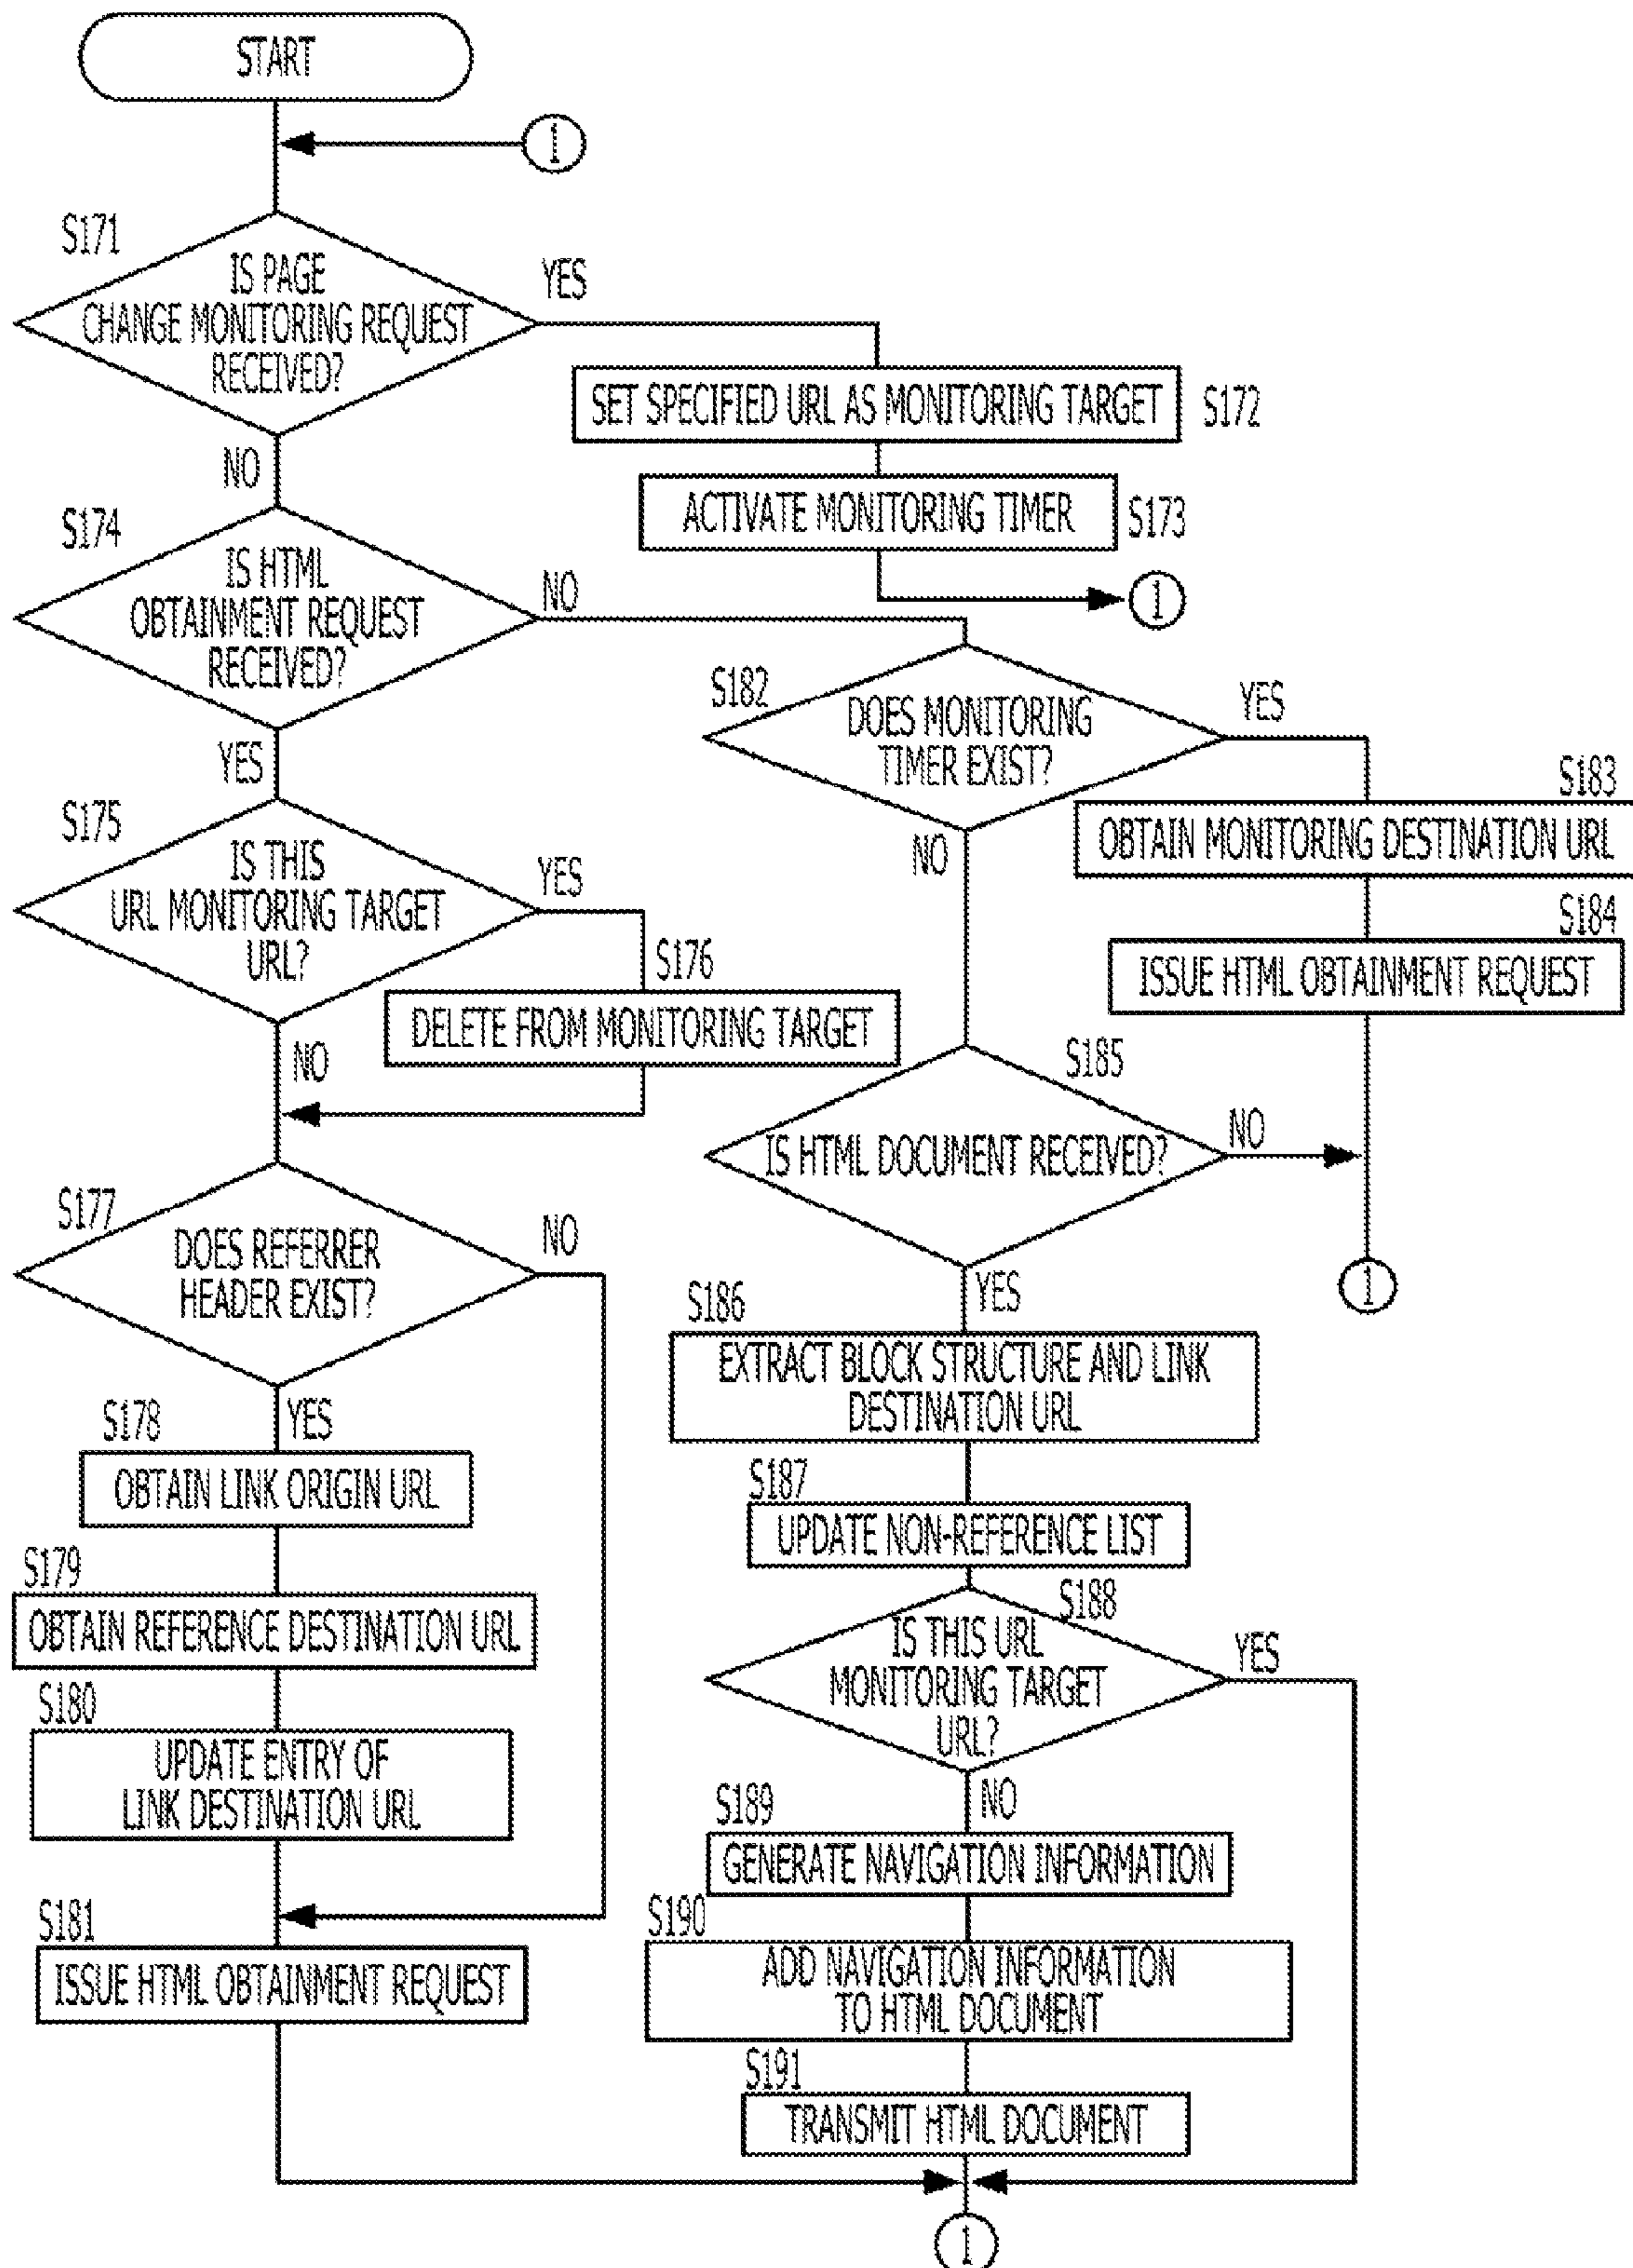 START
1
S171
IS PAGE
CHANGE MONITORING REQUEST
RECEIVED?
YES
NO
SET SPECIFIED URL AS MONITORING TARGET
S172
ACTIVATE MONITORING TIMER
S173
1
S174
IS HTML
OBTAINMENT REQUEST
RECEIVED?
NO
YES
S175
IS THIS
URL MONITORING TARGET
URL?
YES
NO
S176
DELETE FROM MONITORING TARGET
S177
DOES REFERRER
HEADER EXIST?
NO
YES
S178
OBTAIN LINK ORIGIN URL
S179
OBTAIN REFERENCE DESTINATION URL
S180
UPDATE ENTRY OF
LINK DESTINATION URL
S181
ISSUE HTML OBTAINMENT REQUEST
S182
DOES MONITORING
TIMER EXIST?
YES
NO
S183
OBTAIN MONITORING DESTINATION URL
S184
ISSUE HTML OBTAINMENT REQUEST
S185
IS HTML DOCUMENT RECEIVED?
NO
YES
1
S186
EXTRACT BLOCK STRUCTURE AND LINK
DESTINATION URL
S187
UPDATE NON-REFERENCE LIST
S188
IS THIS URL
MONITORING TARGET
URL?
YES
NO
S189
GENERATE NAVIGATION INFORMATION
S190
ADD NAVIGATION INFORMATION
TO HTML DOCUMENT
S191
TRANSMIT HTML DOCUMENT
1